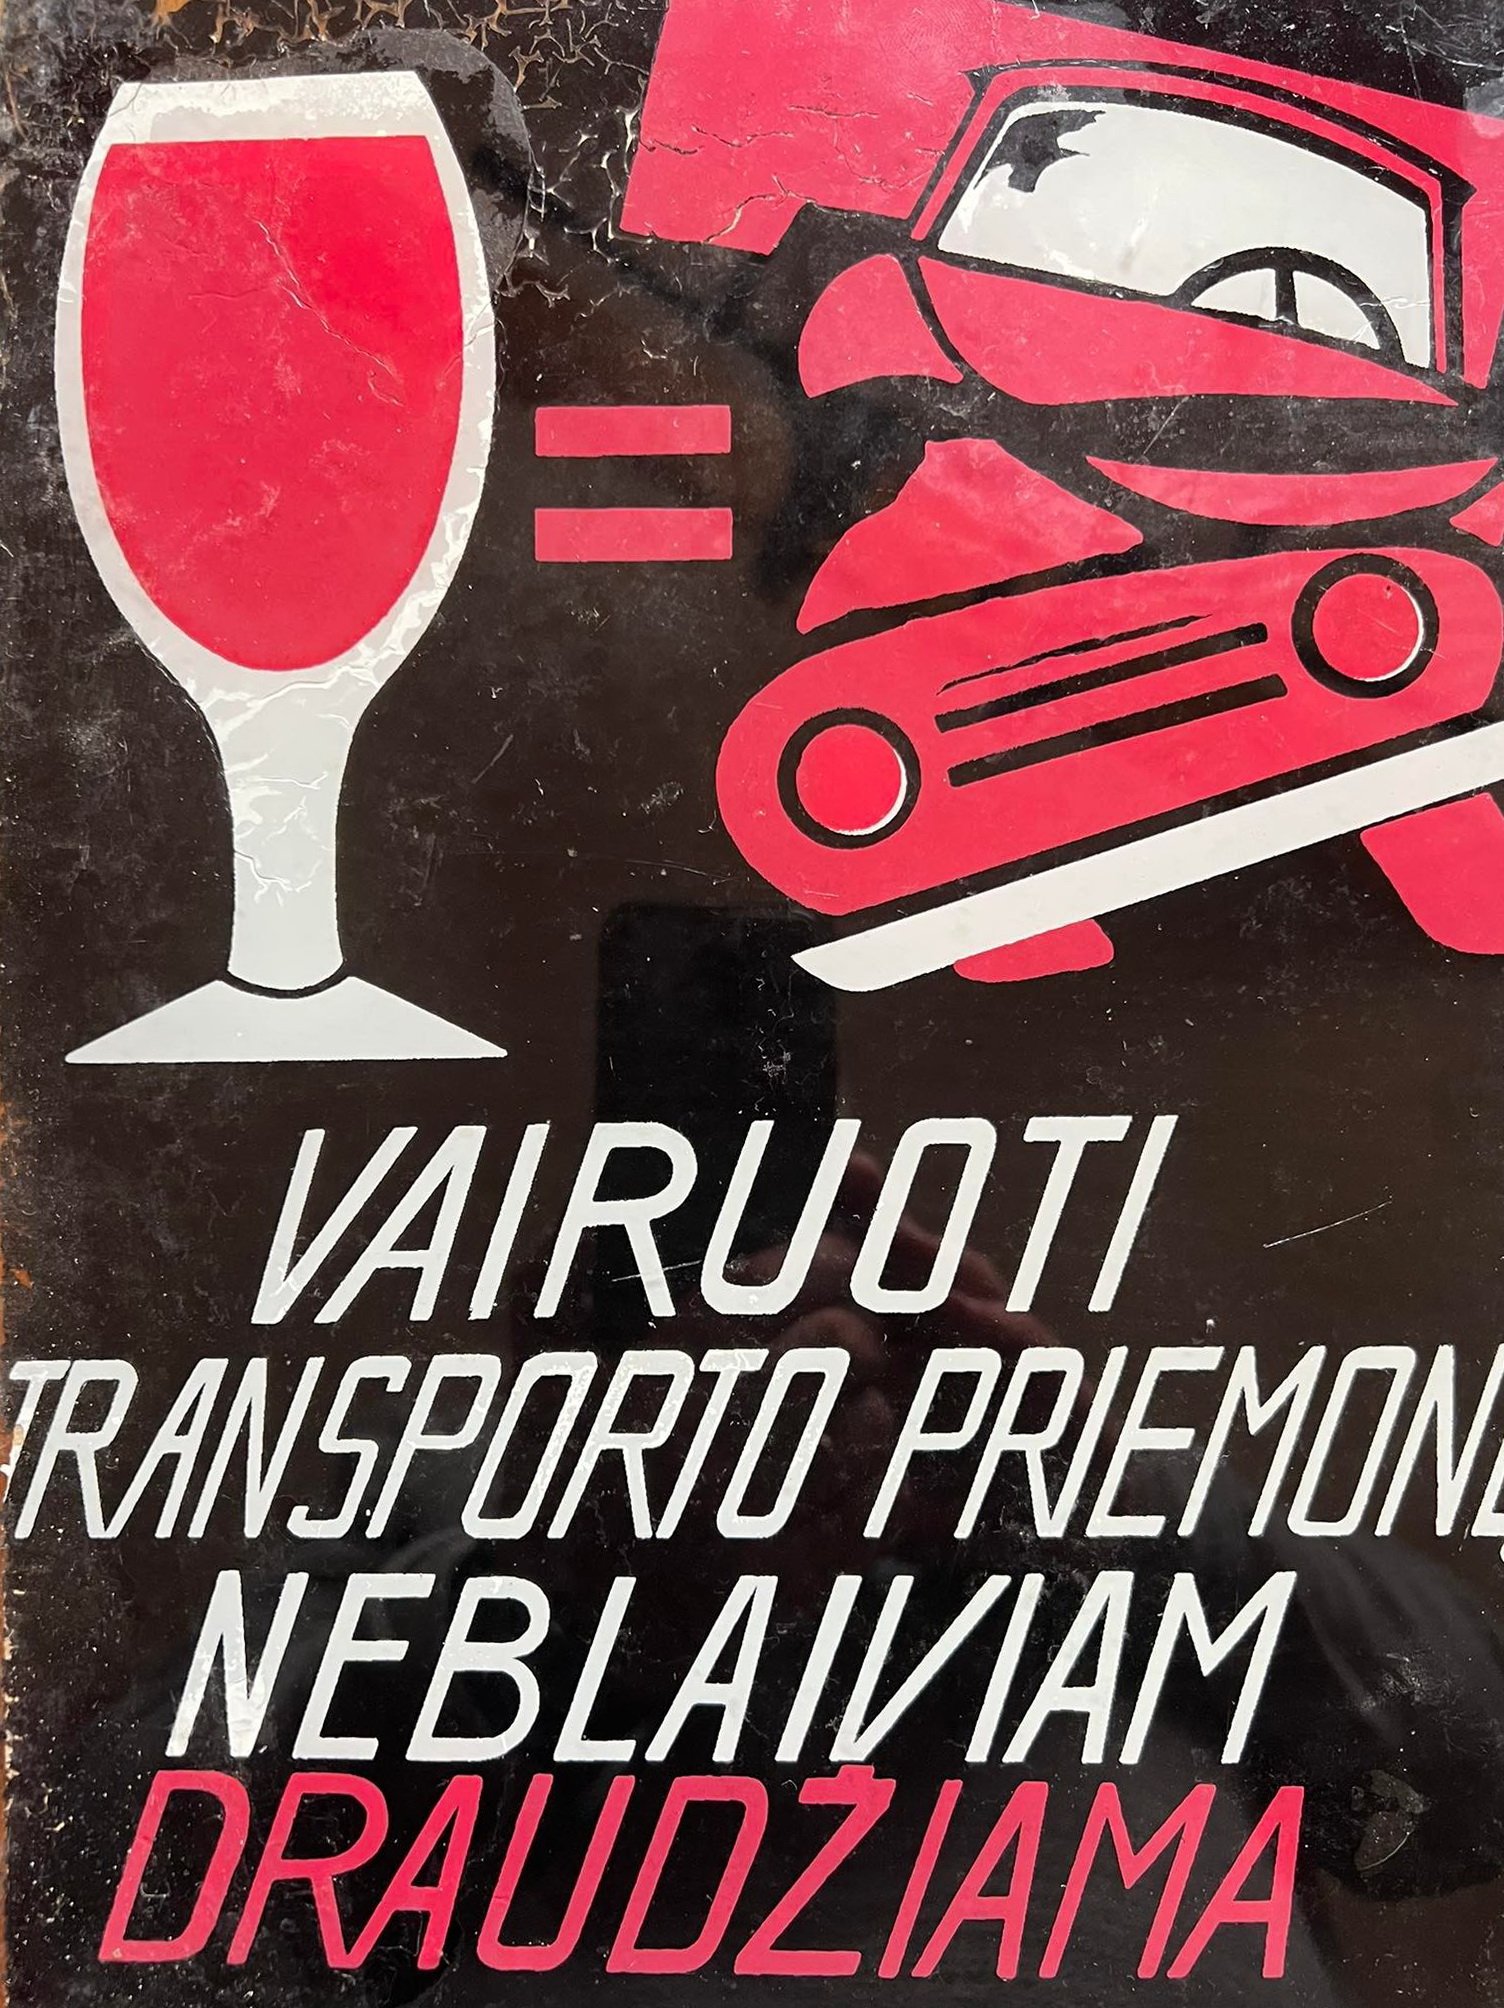 VAIRUOTI
TRANSPORTO PRIEMONĘ
NEBLAIVIAM
DRAUDŽIAMA